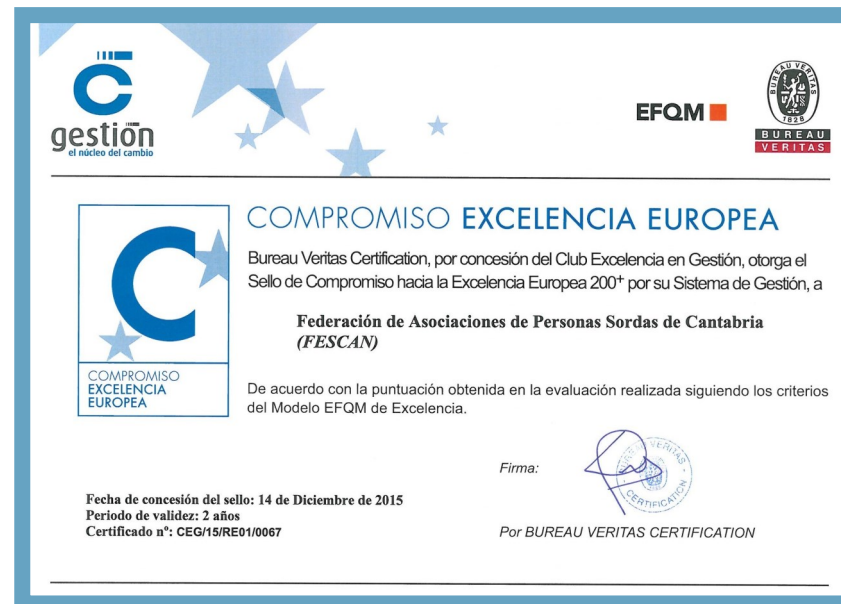 gestión
el núcleo del cambio
EFQM
BUREAU VERITAS
1828
BUREAU
VERITAS
COMPROMISO EXCELENCIA EUROPEA
Bureau Veritas Certification, por concesión del Club Excelencia en Gestión, otorga el
Sello de Compromiso hacia la Excelencia Europea 200+ por su Sistema de Gestión, a
Federación de Asociaciones de Personas Sordas de Cantabria
(FESCAN)
COMPROMISO
EXCELENCIA
EUROPEA
De acuerdo con la puntuación obtenida en la evaluación realizada siguiendo los criterios
del Modelo EFQM de Excelencia.
Firma:
BUREAU VERITAS
CERTIFICATION
Fecha de concesión del sello: 14 de Diciembre de 2015
Periodo de validez: 2 años
Certificado nº: CEG/15/RE01/0067
Por BUREAU VERITAS CERTIFICATION